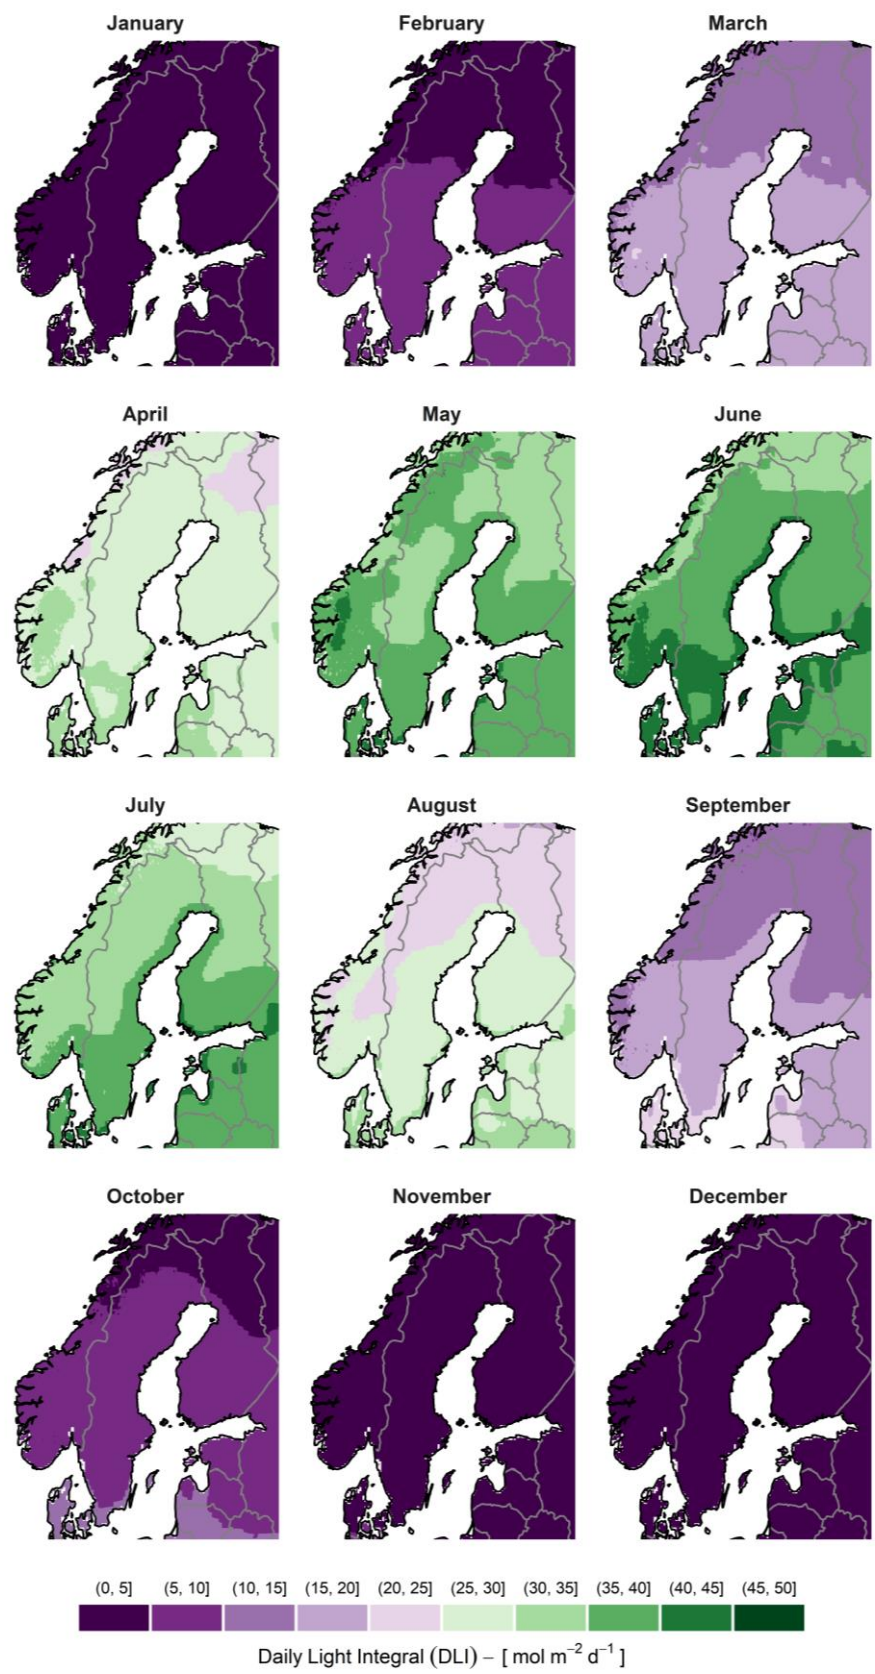 January February March
April May June
July August September
October November December
(0, 5] (5, 10] (10, 15] (15, 20] (20, 25] (25, 30] (30, 35] (35, 40] (40, 45] (45, 50]
Daily Light Integral (DLI) – [ mol m⁻² d⁻¹ ]